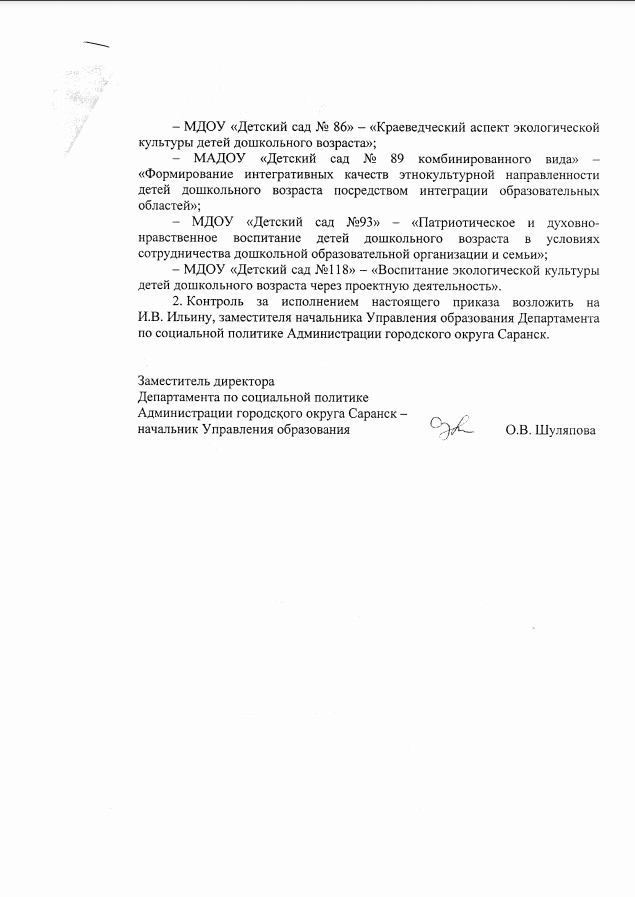 – МДОУ «Детский сад № 86» – «Краеведческий аспект экологической
культуры детей дошкольного возраста»;
– МАДОУ «Детский сад № 89 комбинированного вида» –
«Формирование интегративных качеств этнокультурной направленности
детей дошкольного возраста посредством интеграции образовательных
областей»;
– МДОУ «Детский сад №93» – «Патриотическое и духовно-
нравственное воспитание детей дошкольного возраста в условиях
сотрудничества дошкольной образовательной организации и семьи»;
– МДОУ «Детский сад №118» – «Воспитание экологической культуры
детей дошкольного возраста через проектную деятельность».
2. Контроль за исполнением настоящего приказа возложить на
И.В. Ильину, заместителя начальника Управления образования Департамента
по социальной политике Администрации городского округа Саранск.
Заместитель директора
Департамента по социальной политике
Администрации городского округа Саранск –
начальник Управления образования О.В. Шуляпова